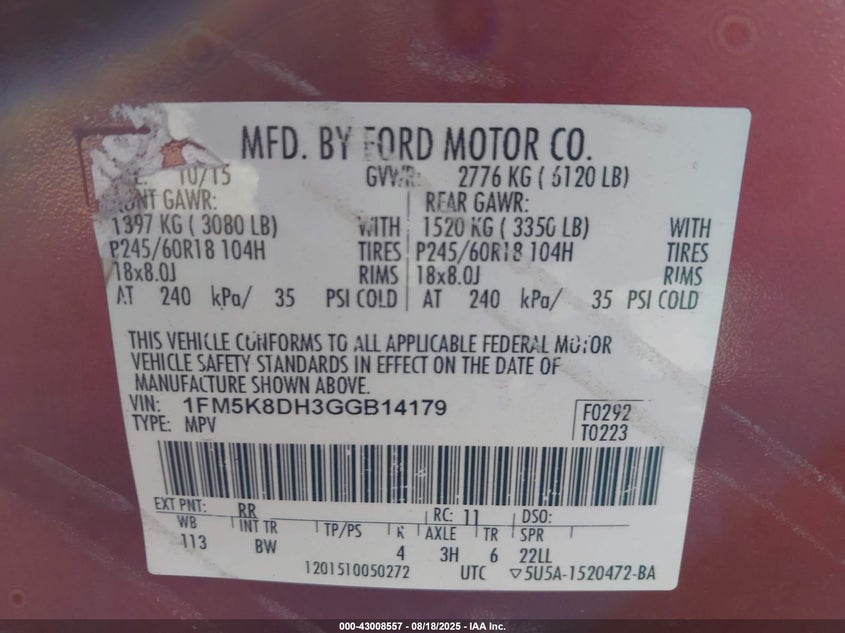 MFD. BY FORD MOTOR CO.
10/15 GVWR: 2776 KG ( 6120 LB)
FRONT GAWR: REAR GAWR:
1397 KG ( 3080 LB) WITH 1520 KG ( 3350 LB) WITH
P245/60R18 104H TIRES P245/60R18 104H TIRES
18x8.0J RIMS 18x8.0J RIMS
AT 240 kPa/ 35 PSI COLD AT 240 kPa/ 35 PSI COLD
THIS VEHICLE CONFORMS TO ALL APPLICABLE FEDERAL MOTOR
VEHICLE SAFETY STANDARDS IN EFFECT ON THE DATE OF
MANUFACTURE SHOWN ABOVE.
VIN: 1FM5K8DH3GGB14179 F0292
TYPE: MPV T0223
EXT PNT: RR RC: 11 DSO:
WB INT TR TP/PS R AXLE TR SPR
113 BW 4 3H 6 22LL
1201510050272 UTC ▽5U5A-1520472-BA
000-43008557 - 08/18/2025 - IAA Inc.